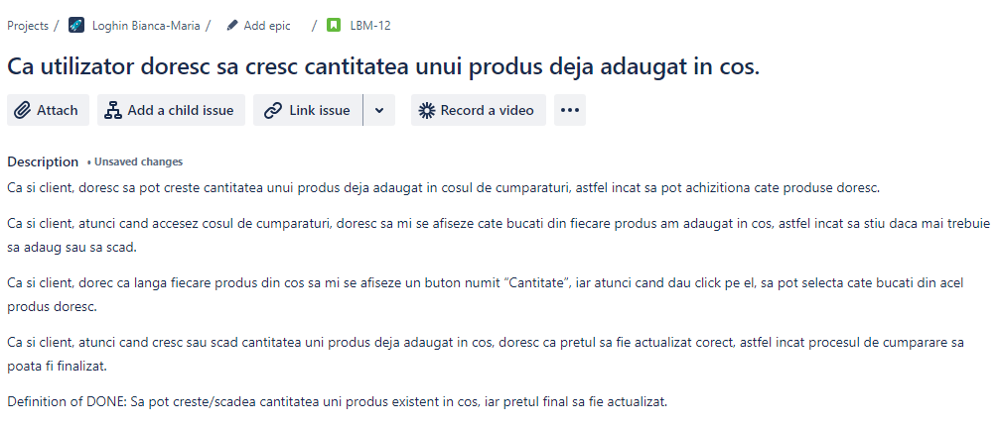 Projects / Loghin Bianca-Maria / Add epic / LBM-12
Ca utilizator doresc sa cresc cantitatea unui produs deja adaugat in cos.
Attach Add a child issue Link issue Record a video
Description • Unsaved changes
Ca si client, doresc sa pot creste cantitatea unui produs deja adaugat in cosul de cumparaturi, astfel incat sa pot achizitiona cate produse doresc.
Ca si client, atunci cand accesez cosul de cumparaturi, doresc sa mi se afiseze cate bucati din fiecare produs am adaugat in cos, astfel incat sa stiu daca mai trebuie
sa adaug sau sa scad.
Ca si client, dorec ca langa fiecare produs din cos sa mi se afiseze un buton numit “Cantitate”, iar atunci cand dau click pe el, sa pot selecta cate bucati din acel
produs doresc.
Ca si client, atunci cand cresc sau scad cantitatea uni produs deja adaugat in cos, doresc ca pretul sa fie actualizat corect, astfel incat procesul de cumparare sa
poata fi finalizat.
Definition of DONE: Sa pot creste/scadea cantitatea uni produs existent in cos, iar pretul final sa fie actualizat.